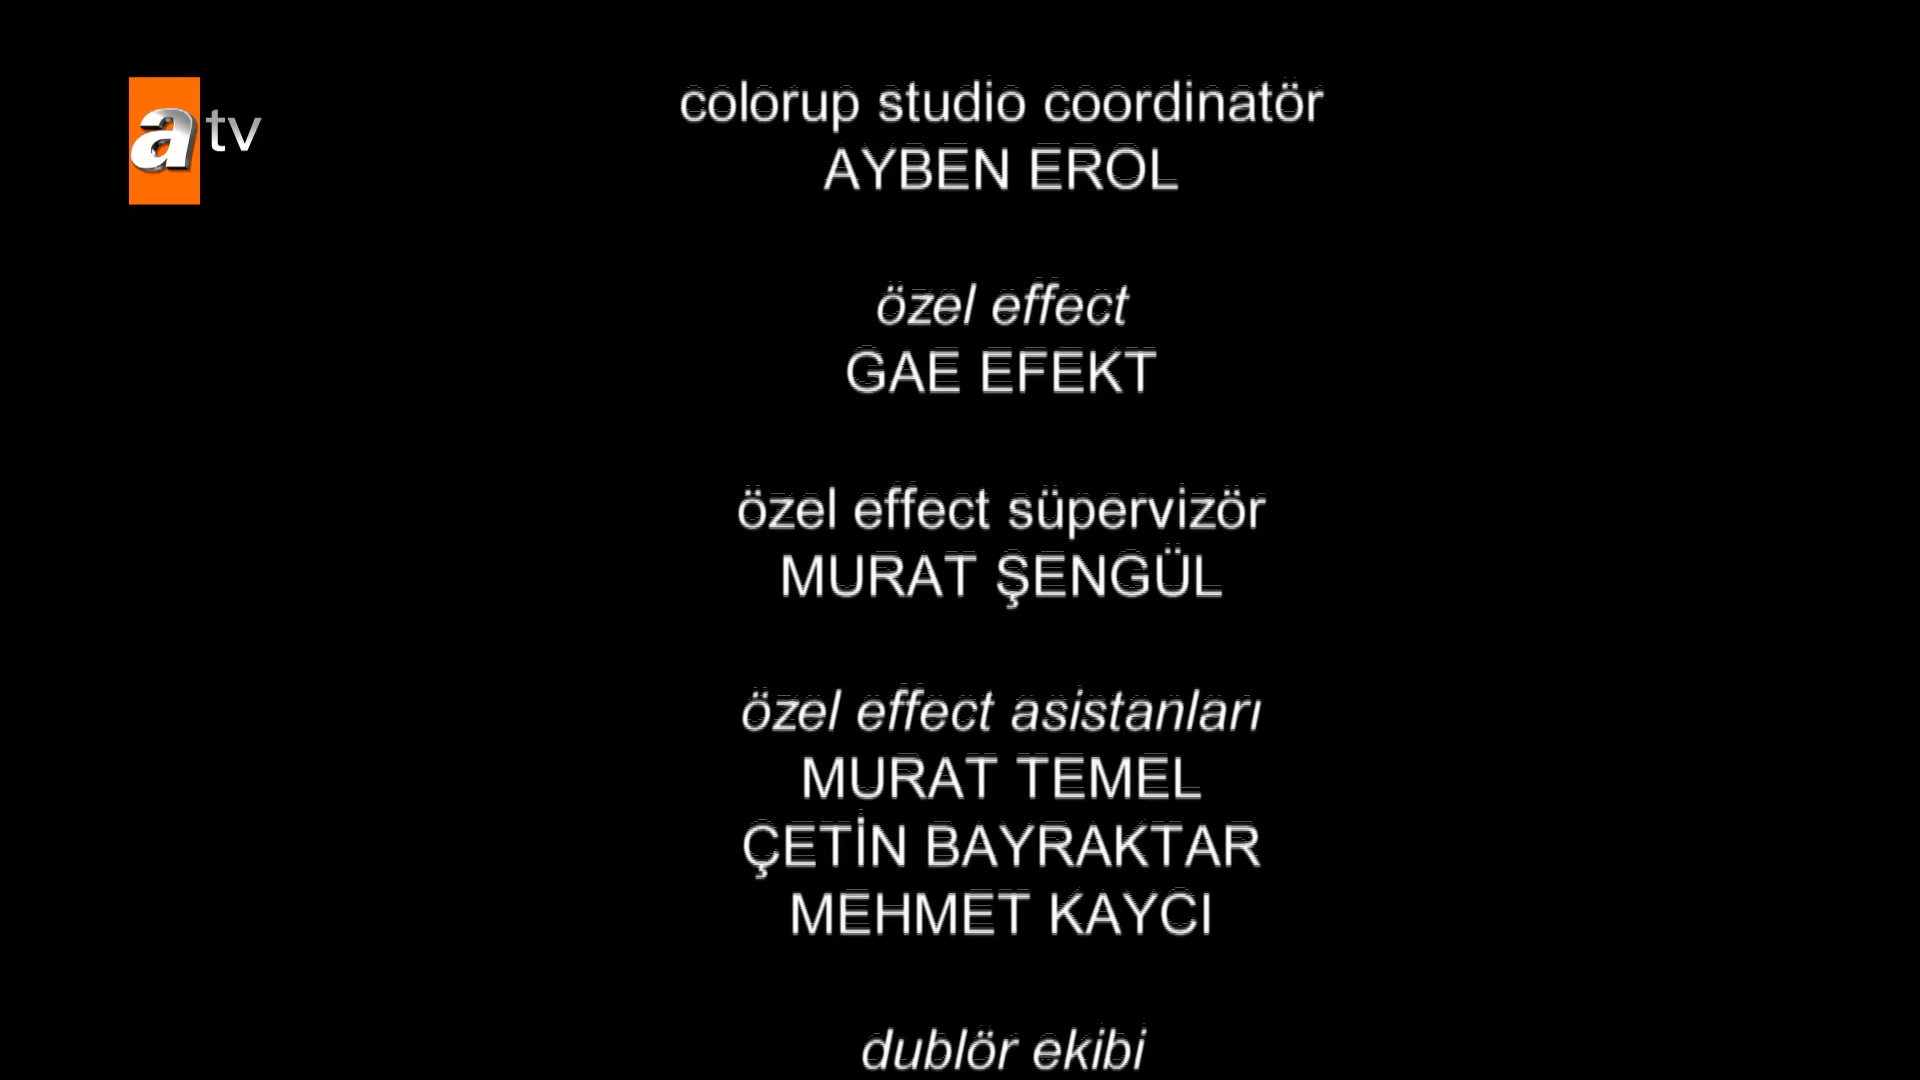 atv
colorup studio coordinatör
AYBEN EROL
özel effect
GAE EFEKT
özel effect süpervizör
MURAT ŞENGÜL
özel effect asistanları
MURAT TEMEL
ÇETİN BAYRAKTAR
MEHMET KAYCI
dublör ekibi